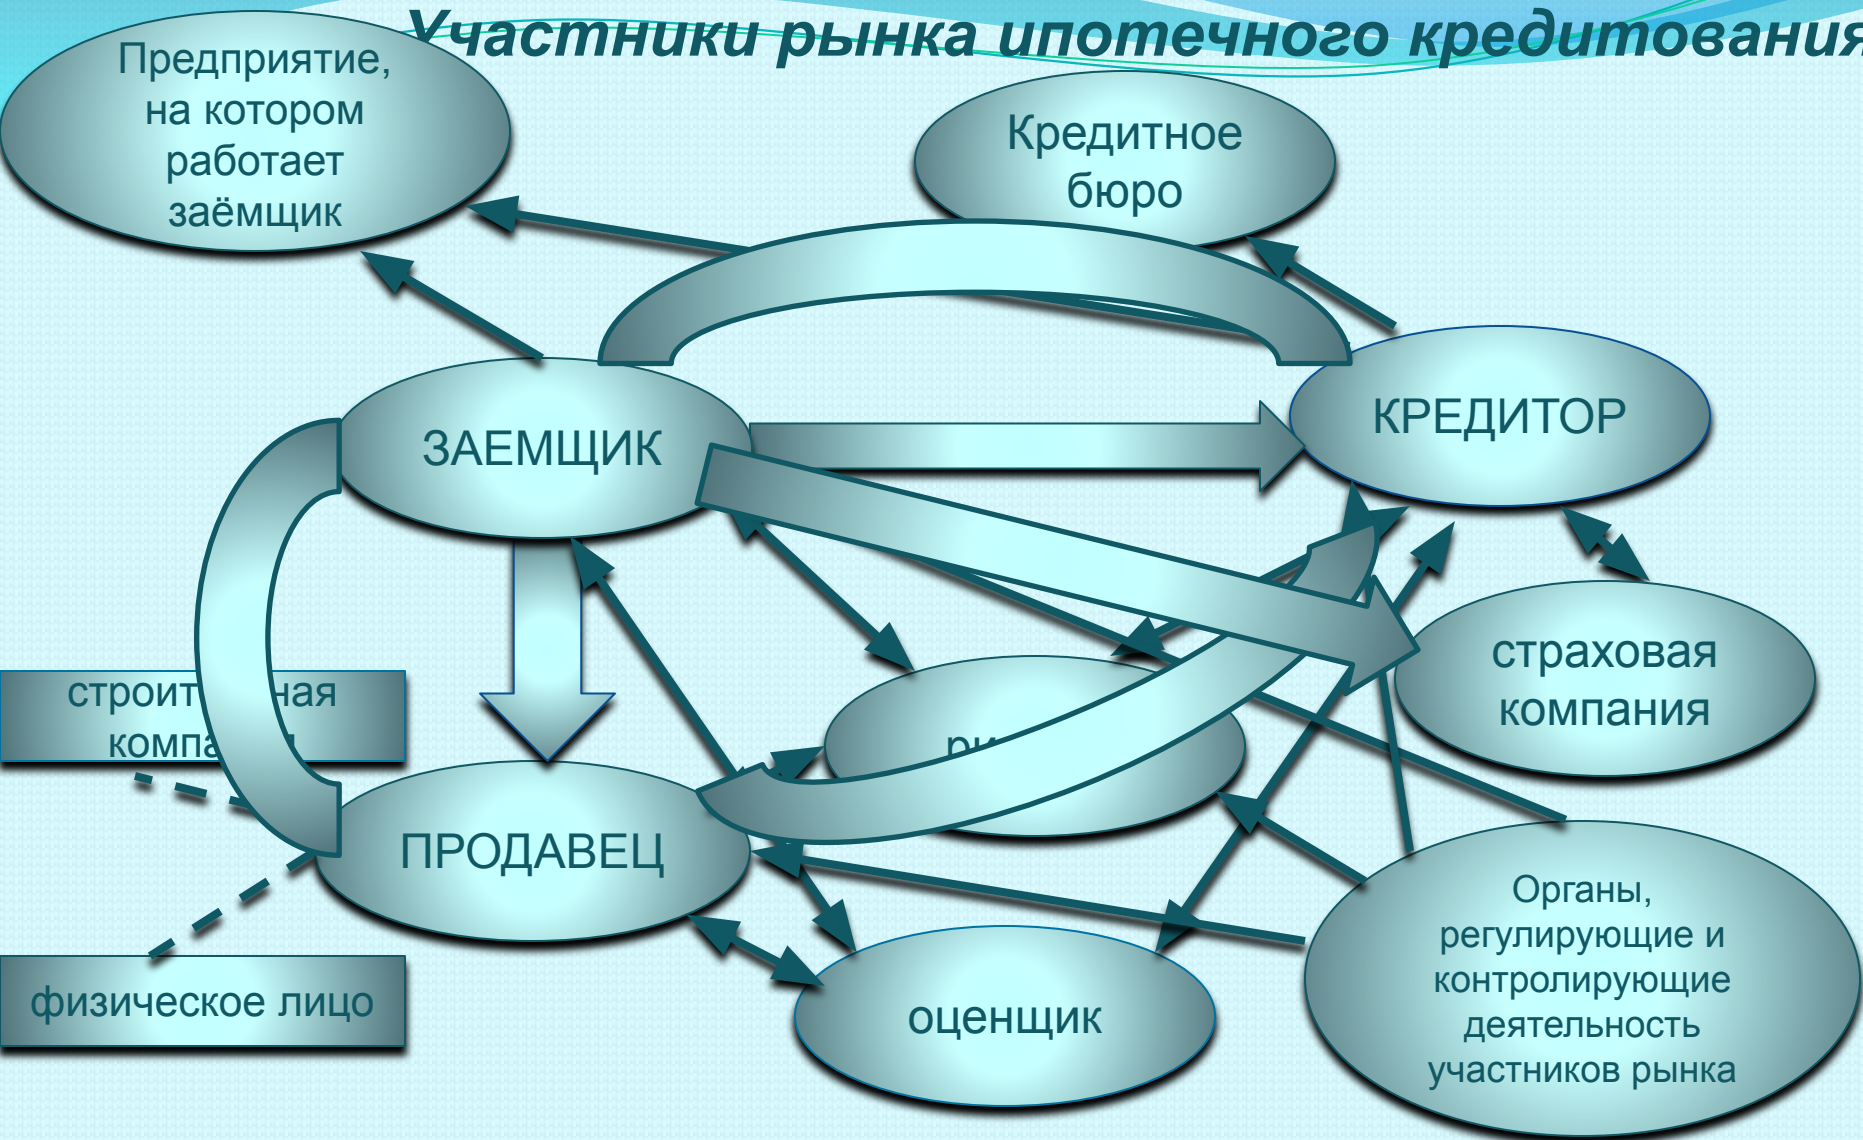 Участники рынка ипотечного кредитования
Предприятие,
на котором
работает
заёмщик
Кредитное
бюро
ЗАЕМЩИК
КРЕДИТОР
страховая
компания
ПРОДАВЕЦ
физическое лицо
оценщик
Органы,
регулирующие и
контролирующие
деятельность
участников рынка